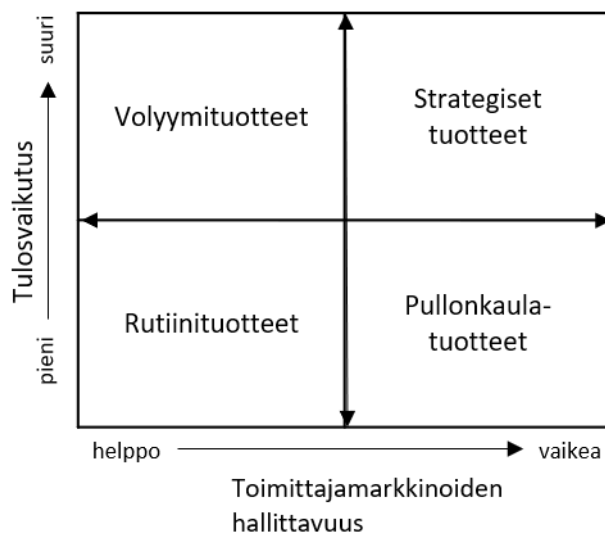 suuri
Tulosvaikutus
pieni
Volyymituotteet
Strategiset
tuotteet
Rutiinituotteet
Pullonkaula-
tuotteet
helppo
vaikea
Toimittajamarkkinoiden
hallittavuus